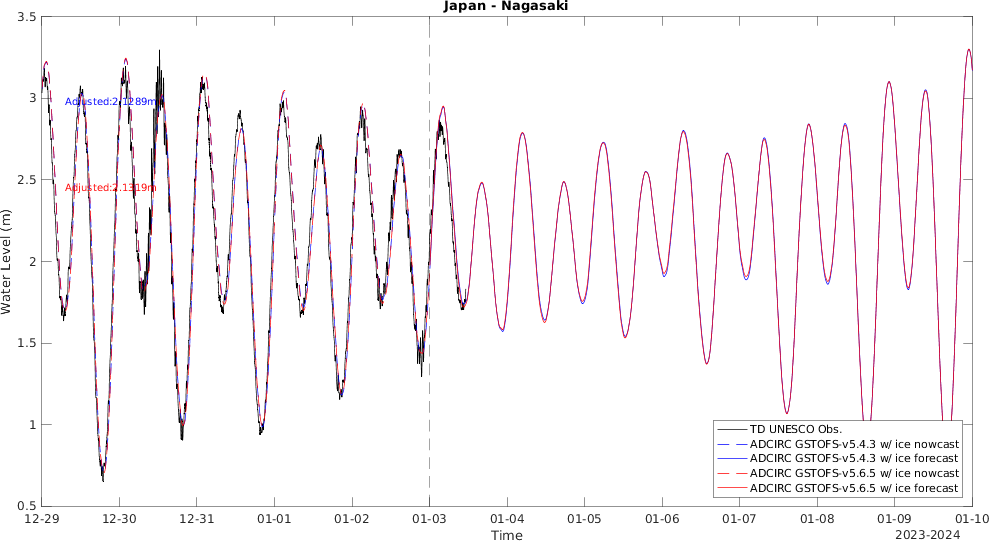 Japan - Nagasaki
3.5
3
2.5
2
1.5
1
0.5
Water Level (m)
Adjusted:2.1289m
Adjusted:2.1319m
TD UNESCO Obs.
ADCIRC GSTOFS-v5.4.3 w/ ice nowcast
ADCIRC GSTOFS-v5.4.3 w/ ice forecast
ADCIRC GSTOFS-v5.6.5 w/ ice nowcast
ADCIRC GSTOFS-v5.6.5 w/ ice forecast
12-29 12-30 12-31 01-01 01-02 01-03 01-04 01-05 01-06 01-07 01-08 01-09 01-10
Time
2023-2024